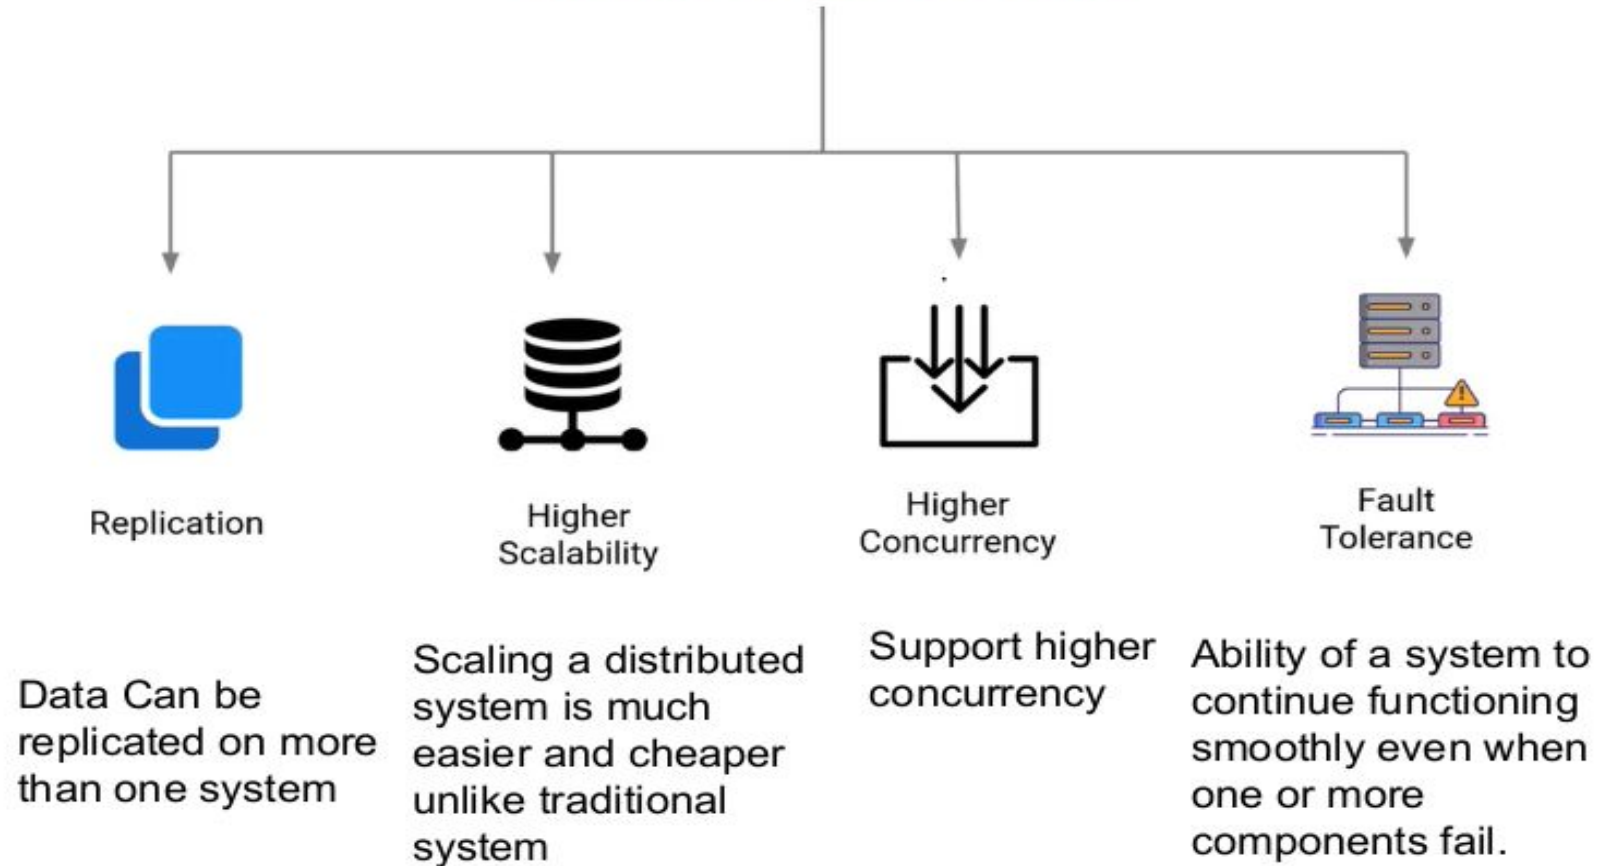 Replication
Higher
Scalability
Higher
Concurrency
Fault
Tolerance
Data Can be
replicated on more
than one system
Scaling a distributed
system is much
easier and cheaper
unlike traditional
system
Support higher
concurrency
Ability of a system to
continue functioning
smoothly even when
one or more
components fail.